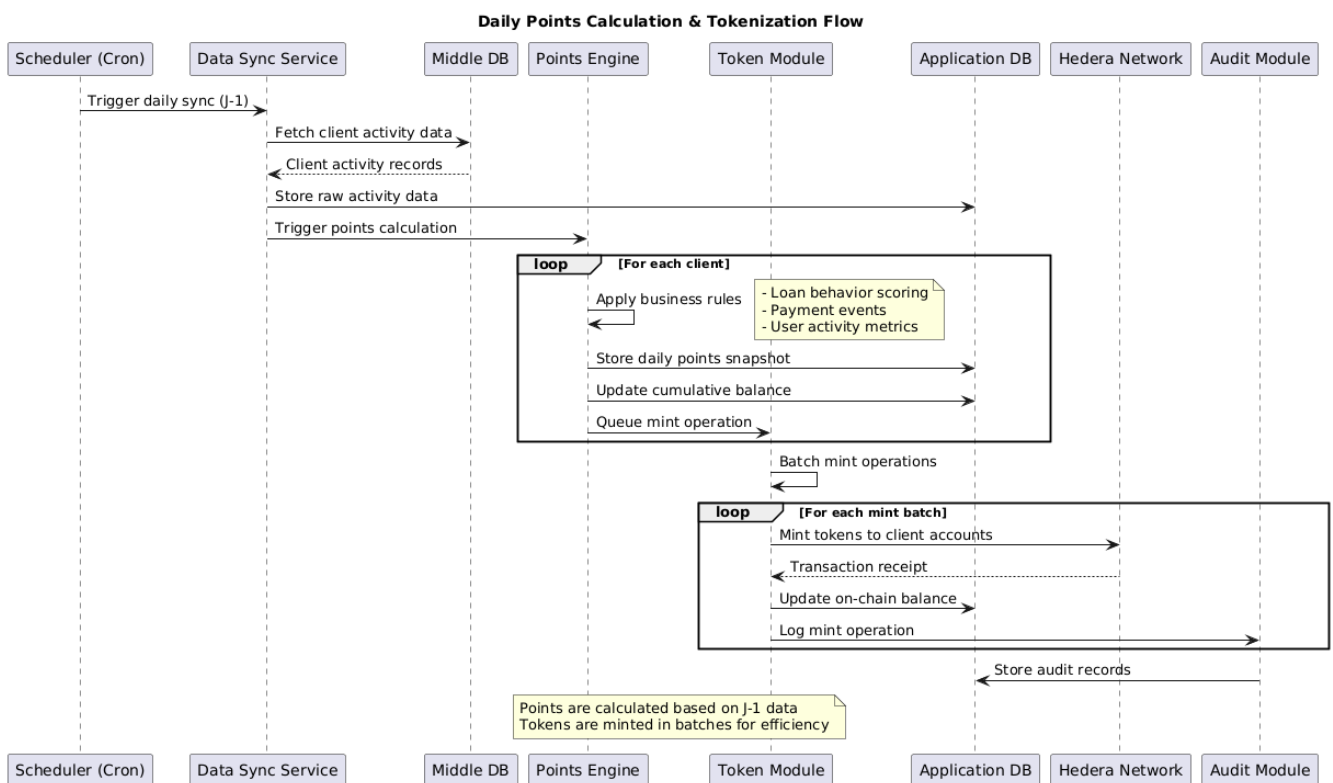 Daily Points Calculation & Tokenization Flow
Scheduler (Cron)
Data Sync Service
Middle DB
Points Engine
Token Module
Application DB
Hedera Network
Audit Module
Trigger daily sync (J-1)
Fetch client activity data
Client activity records
Store raw activity data
Trigger points calculation
loop
[For each client]
Apply business rules
- Loan behavior scoring
- Payment events
- User activity metrics
Store daily points snapshot
Update cumulative balance
Queue mint operation
Batch mint operations
loop
[For each mint batch]
Mint tokens to client accounts
Transaction receipt
Update on-chain balance
Log mint operation
Store audit records
Points are calculated based on J-1 data
Tokens are minted in batches for efficiency
Scheduler (Cron)
Data Sync Service
Middle DB
Points Engine
Token Module
Application DB
Hedera Network
Audit Module